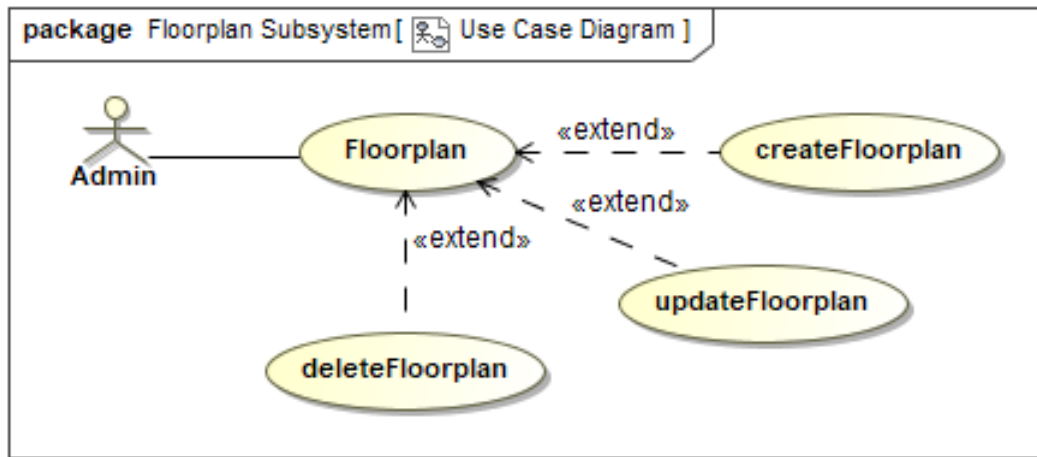 package Floorplan Subsystem[ Use Case Diagram ]
«extend»
Floorplan
createFloorplan
Admin
«extend»
«extend»
updateFloorplan
deleteFloorplan